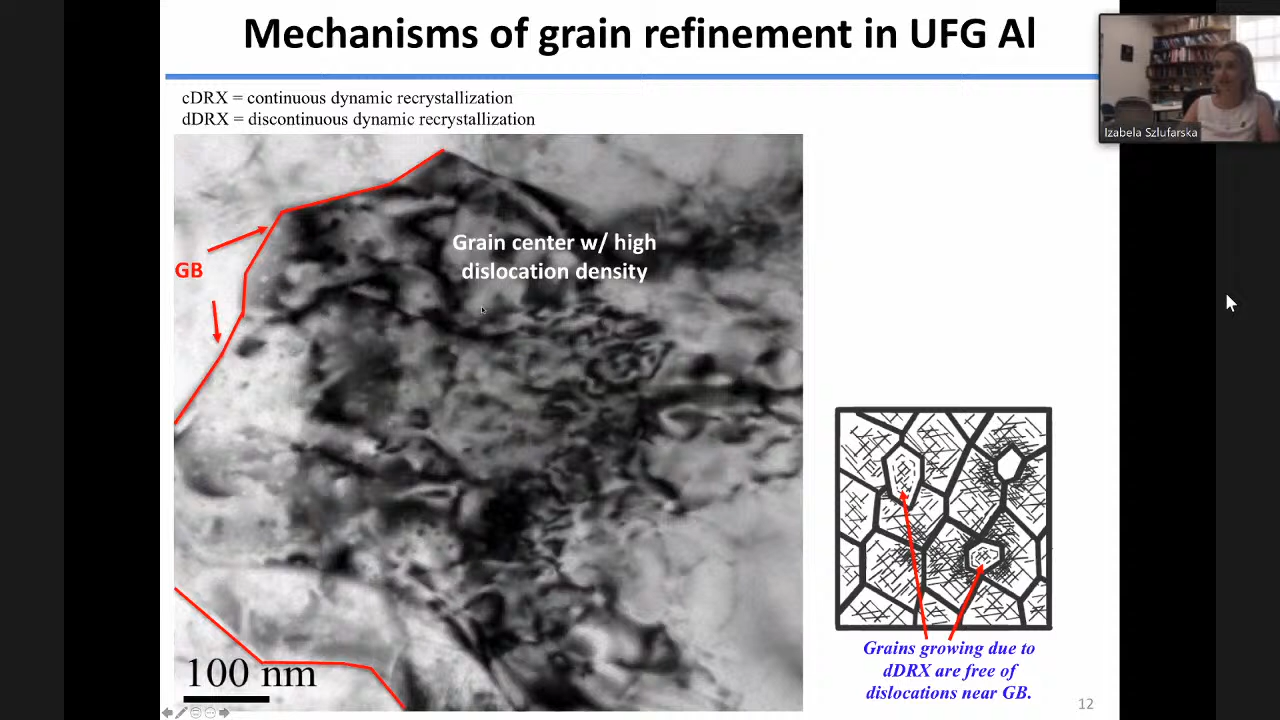 Mechanisms of grain refinement in UFG Al
Izabela Szlufarska
cDRX = continuous dynamic recrystallization
dDRX = discontinuous dynamic recrystallization
Grain center w/ high
dislocation density
GB
Grains growing due to
dDRX are free of
dislocations near GB.
100 nm
12